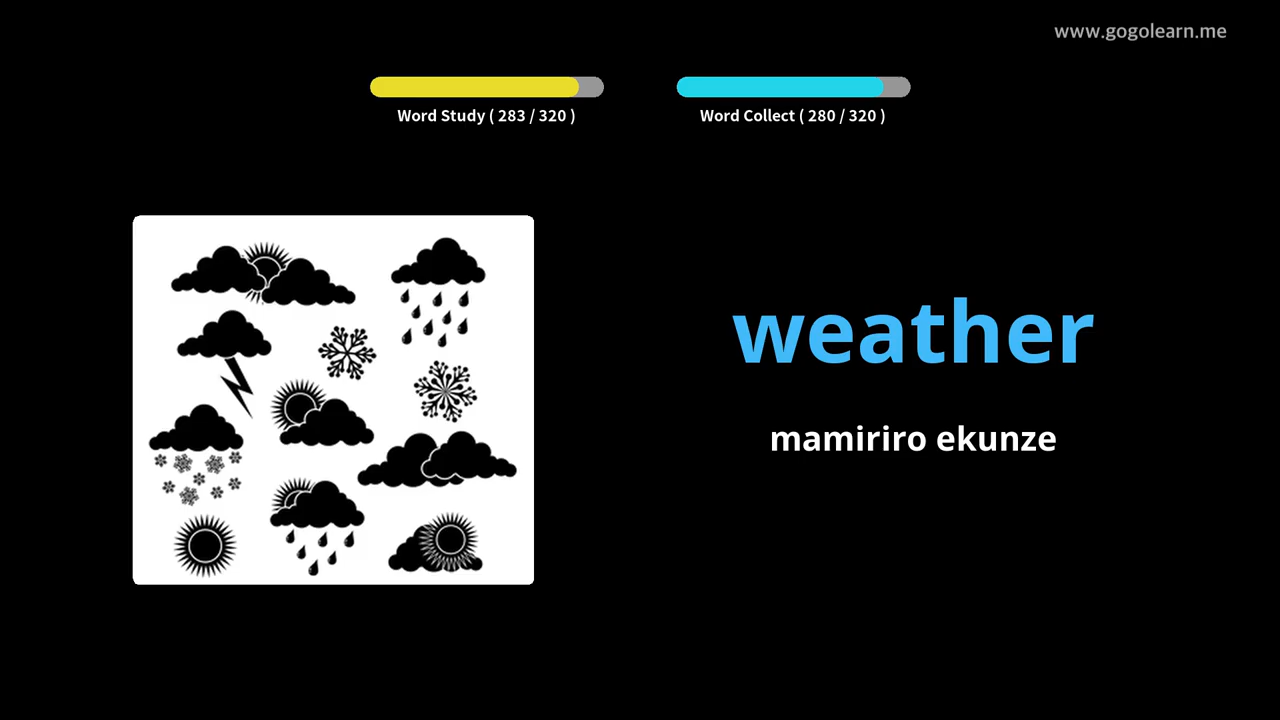 www.gogolearn.me
Word Study ( 283 / 320 )
Word Collect ( 280 / 320 )
weather
mamiriro ekunze